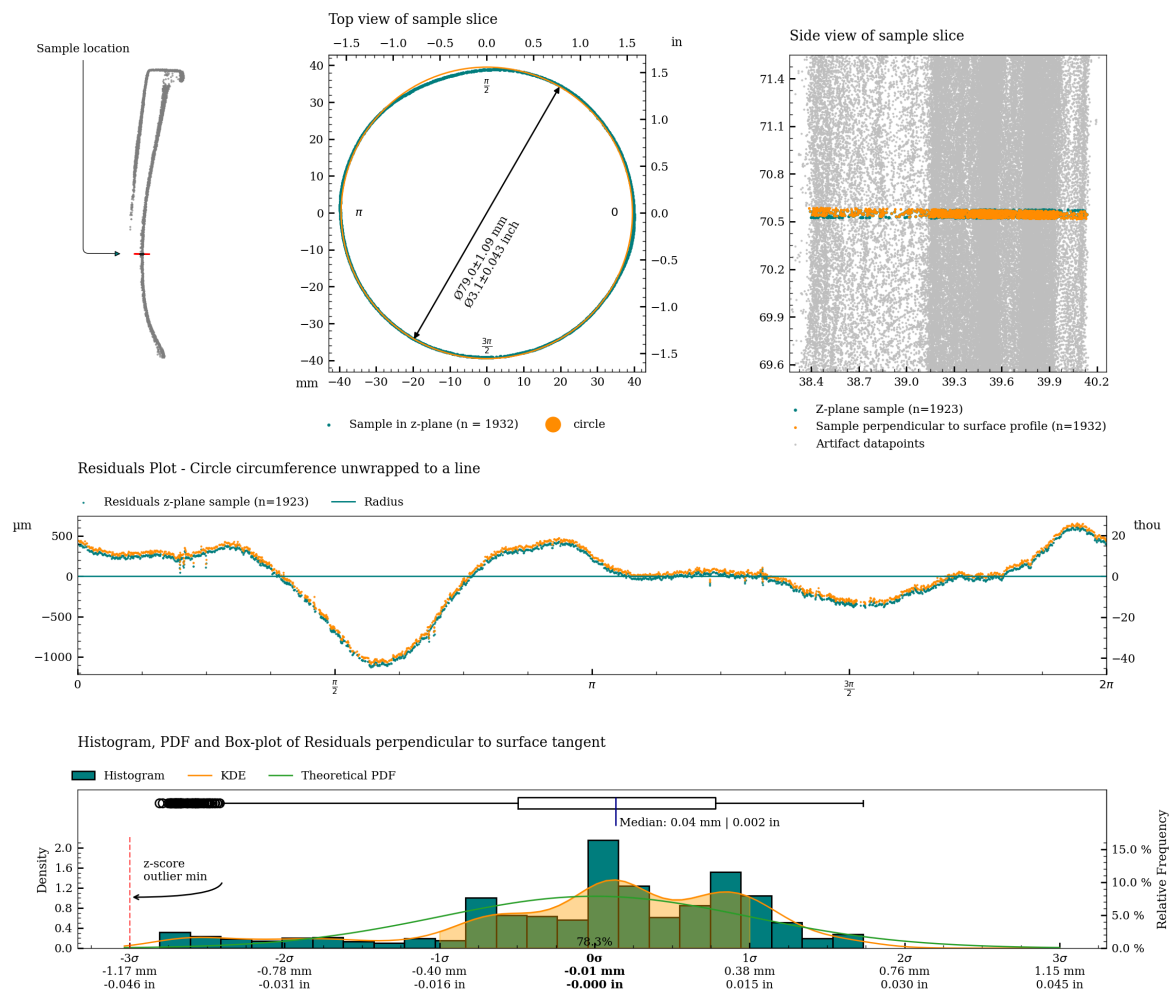 Sample location
Top view of sample slice
−1.5 −1.0 −0.5 0.0 0.5 1.0 1.5 in
40
30
20
10
0
−10
−20
−30
−40
1.5
1.0
0.5
0.0
−0.5
−1.0
−1.5
π/2
π
0
3π/2
Ø79.0±1.09 mm
Ø3.1±0.043 inch
mm −40 −30 −20 −10 0 10 20 30 40
Sample in z-plane (n = 1932) circle
Side view of sample slice
71.4
71.1
70.8
70.5
70.2
69.9
69.6
38.4 38.7 39.0 39.3 39.6 39.9 40.2
Z-plane sample (n=1923)
Sample perpendicular to surface profile (n=1932)
Artifact datapoints
Residuals Plot - Circle circumference unwrapped to a line
Residuals z-plane sample (n=1923) Radius
µm thou
500
0
−500
−1000
20
0
−20
−40
0 π/2 π 3π/2 2π
Histogram, PDF and Box-plot of Residuals perpendicular to surface tangent
Histogram KDE Theoretical PDF
Median: 0.04 mm | 0.002 in
z-score
outlier min
Density
2.0
1.6
1.2
0.8
0.4
0.0
Relative Frequency
15.0 %
10.0 %
5.0 %
0.0 %
78.3%
-3σ -2σ -1σ 0σ 1σ 2σ 3σ
-1.17 mm -0.78 mm -0.40 mm -0.01 mm 0.38 mm 0.76 mm 1.15 mm
-0.046 in -0.031 in -0.016 in -0.000 in 0.015 in 0.030 in 0.045 in